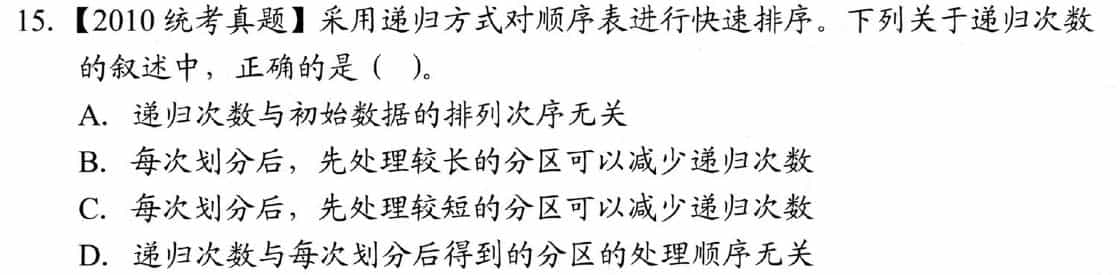 15. 【2010 统考真题】采用递归方式对顺序表进行快速排序。下列关于递归次数
的叙述中，正确的是（ ）。
A. 递归次数与初始数据的排列次序无关
B. 每次划分后，先处理较长的分区可以减少递归次数
C. 每次划分后，先处理较短的分区可以减少递归次数
D. 递归次数与每次划分后得到的分区的处理顺序无关